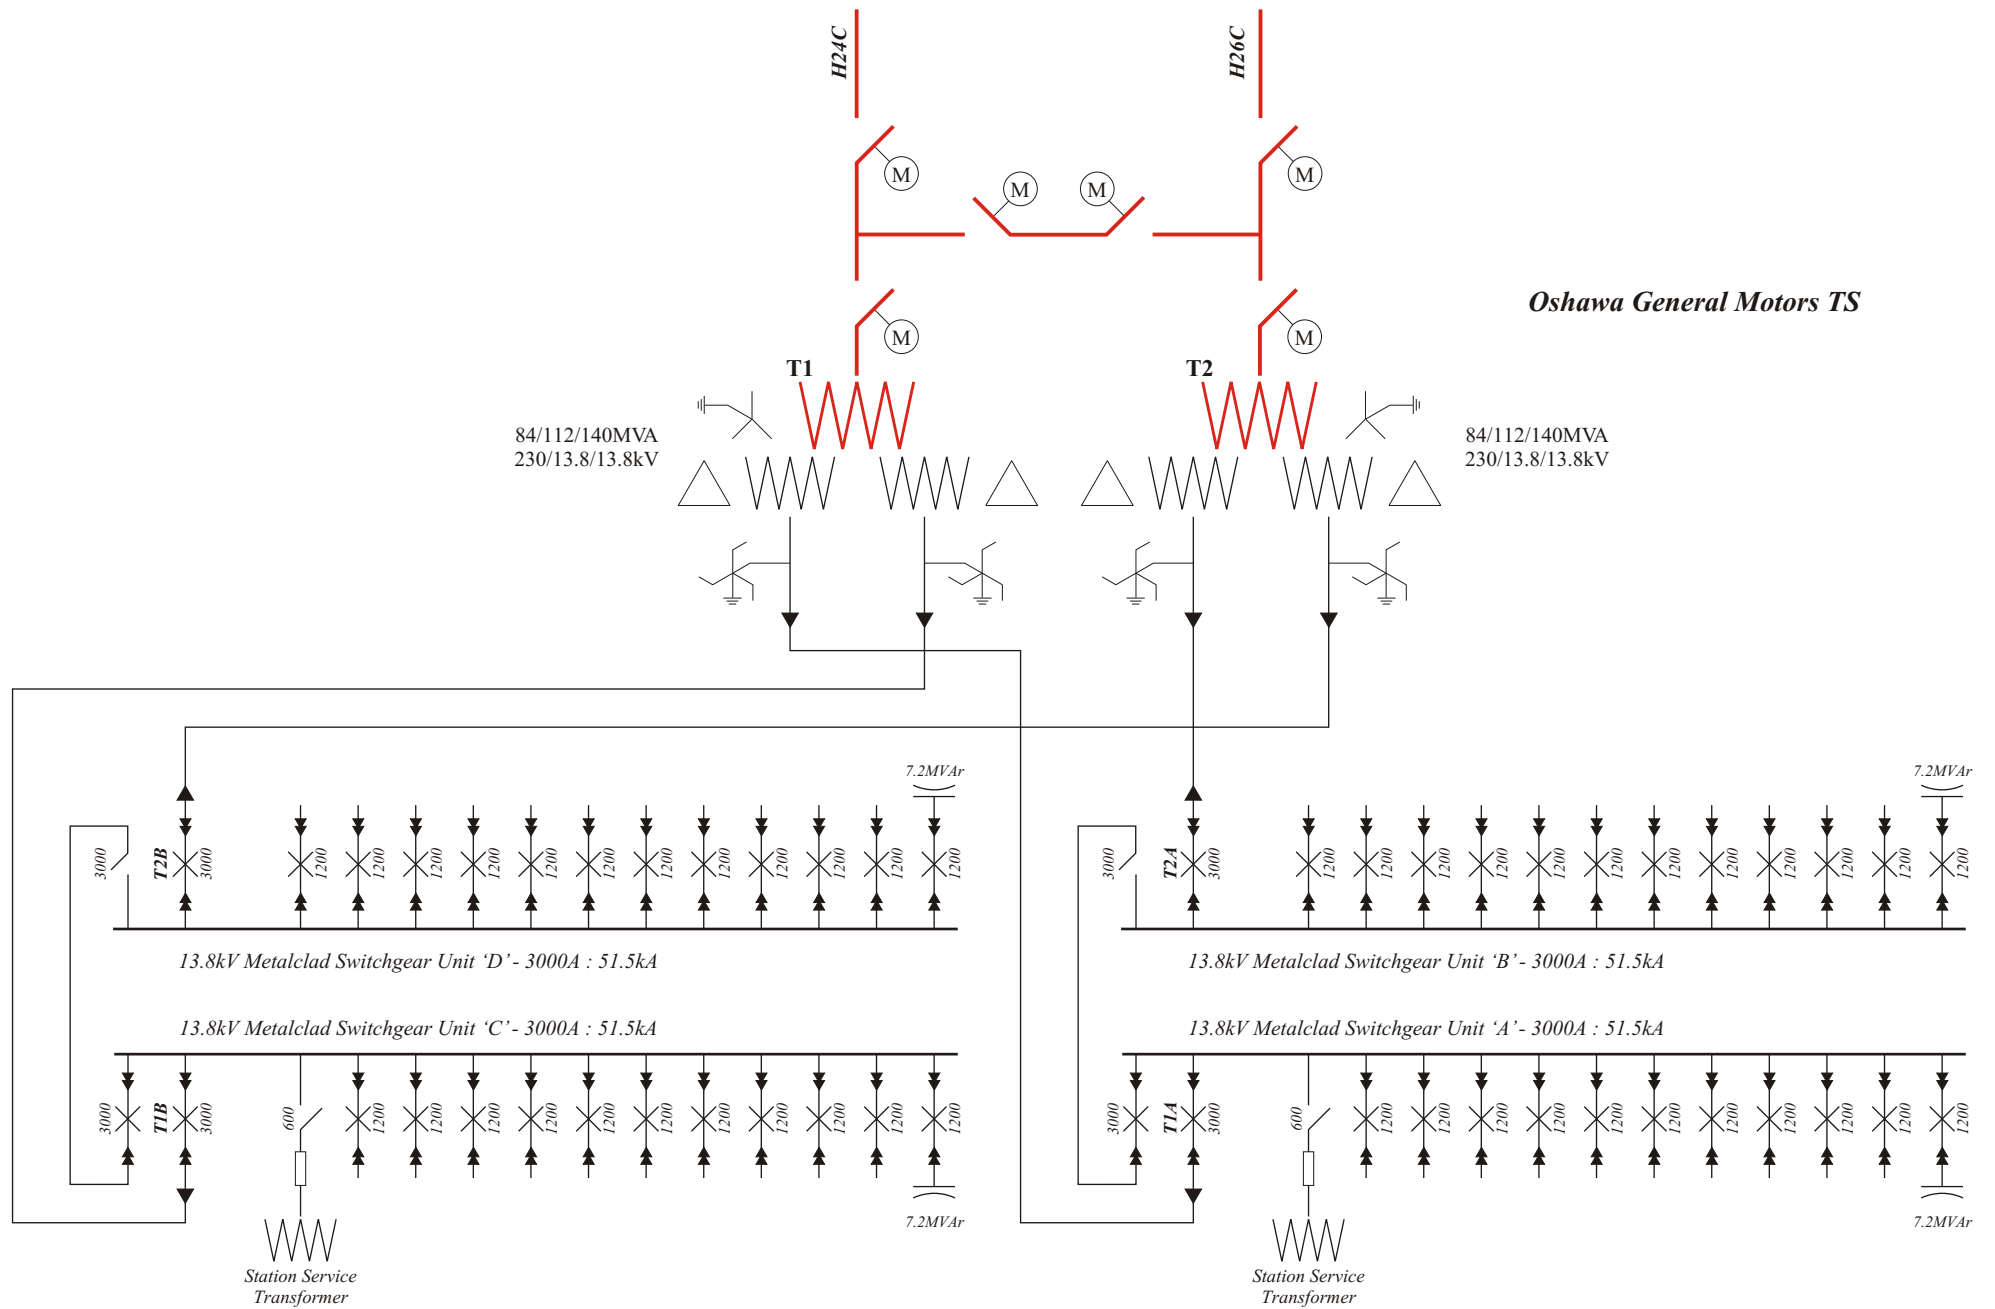 H24C
H26C
M
M
M
M
Oshawa General Motors TS
M
M
T1
T2
84/112/140MVA
230/13.8/13.8kV
84/112/140MVA
230/13.8/13.8kV
7.2MVAr
7.2MVAr
3000
T2B
3000
1200
1200
1200
1200
1200
1200
1200
1200
1200
1200
1200
1200
3000
T2A
3000
1200
1200
1200
1200
1200
1200
1200
1200
1200
1200
1200
1200
13.8kV Metalclad Switchgear Unit ‘D’ - 3000A : 51.5kA
13.8kV Metalclad Switchgear Unit ‘B’ - 3000A : 51.5kA
13.8kV Metalclad Switchgear Unit ‘C’ - 3000A : 51.5kA
13.8kV Metalclad Switchgear Unit ‘A’ - 3000A : 51.5kA
3000
T1B
3000
600
1200
1200
1200
1200
1200
1200
1200
1200
1200
1200
1200
3000
T1A
3000
600
1200
1200
1200
1200
1200
1200
1200
1200
1200
1200
1200
7.2MVAr
7.2MVAr
Station Service
Transformer
Station Service
Transformer